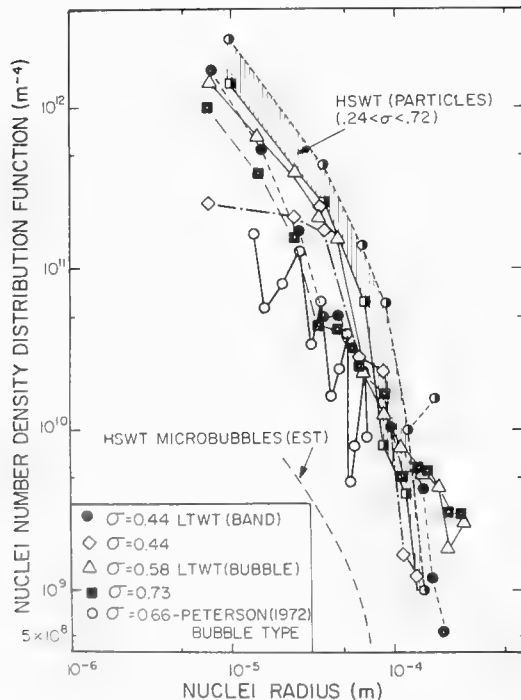 NUCLEI NUMBER DENSITY DISTRIBUTION FUNCTION (m⁻⁴)
10¹²
10¹¹
10¹⁰
10⁹
5×10⁸
HSWT (PARTICLES)
(.24<σ<.72)
HSWT MICROBUBBLES (EST)
σ=0.44 LTWT (BAND)
σ=0.44
σ=0.58 LTWT (BUBBLE)
σ=0.73
σ=0.66-PETERSON (1972)
BUBBLE TYPE
10⁻⁶
10⁻⁵
10⁻⁴
NUCLEI RADIUS (m)